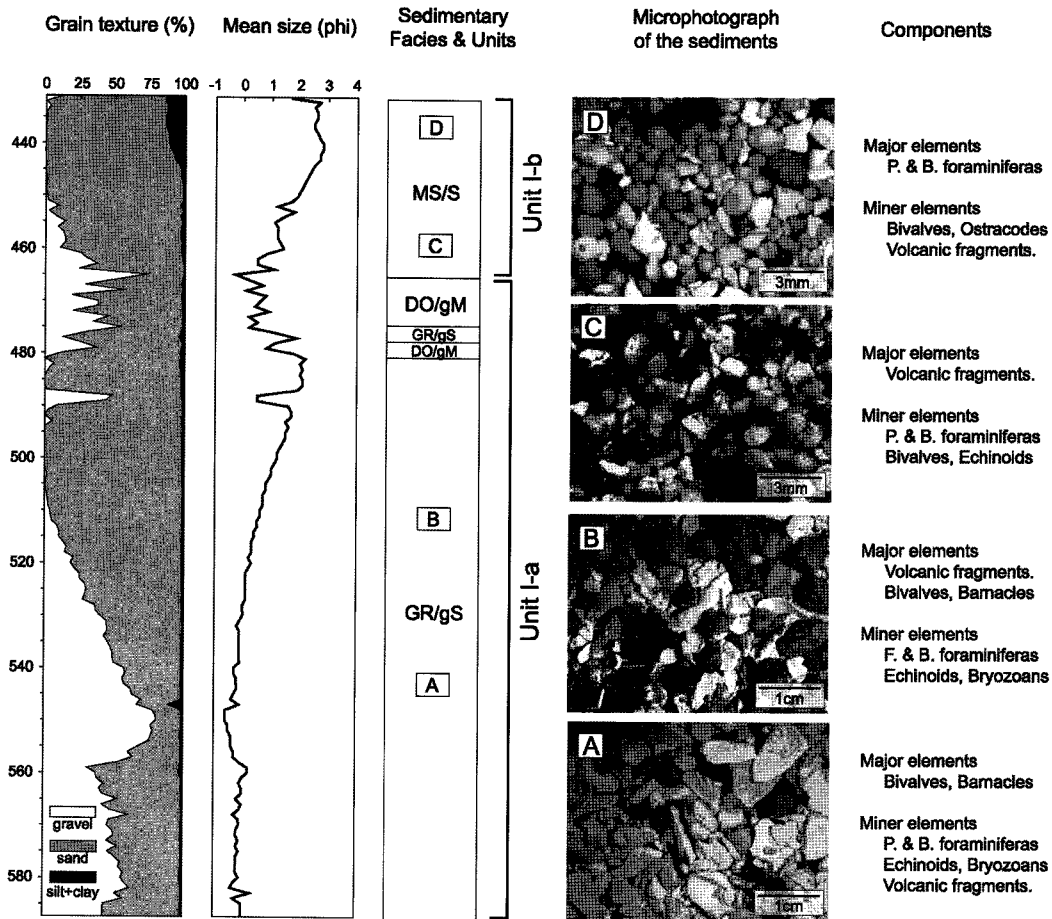 Grain texture (%)
Mean size (phi)
Sedimentary
Facies & Units
Microphotograph
of the sediments
Components
0 25 50 75 100
-1 0 1 2 3 4
440
460
480
500
520
540
560
580
gravel
sand
silt+clay
D
MS/S
C
DO/gM
GR/gS
DO/gM
B
GR/gS
A
Unit I-b
Unit I-a
D
3mm
Major elements
P. & B. foraminiferas
Miner elements
Bivalves, Ostracodes
Volcanic fragments.
C
3mm
Major elements
Volcanic fragments.
Miner elements
P. & B. foraminiferas
Bivalves, Echinoids
B
1cm
Major elements
Volcanic fragments.
Bivalves, Barnacles
Miner elements
F. & B. foraminiferas
Echinoids, Bryozoans
A
1cm
Major elements
Bivalves, Barnacles
Miner elements
P. & B. foraminiferas
Echinoids, Bryozoans
Volcanic fragments.